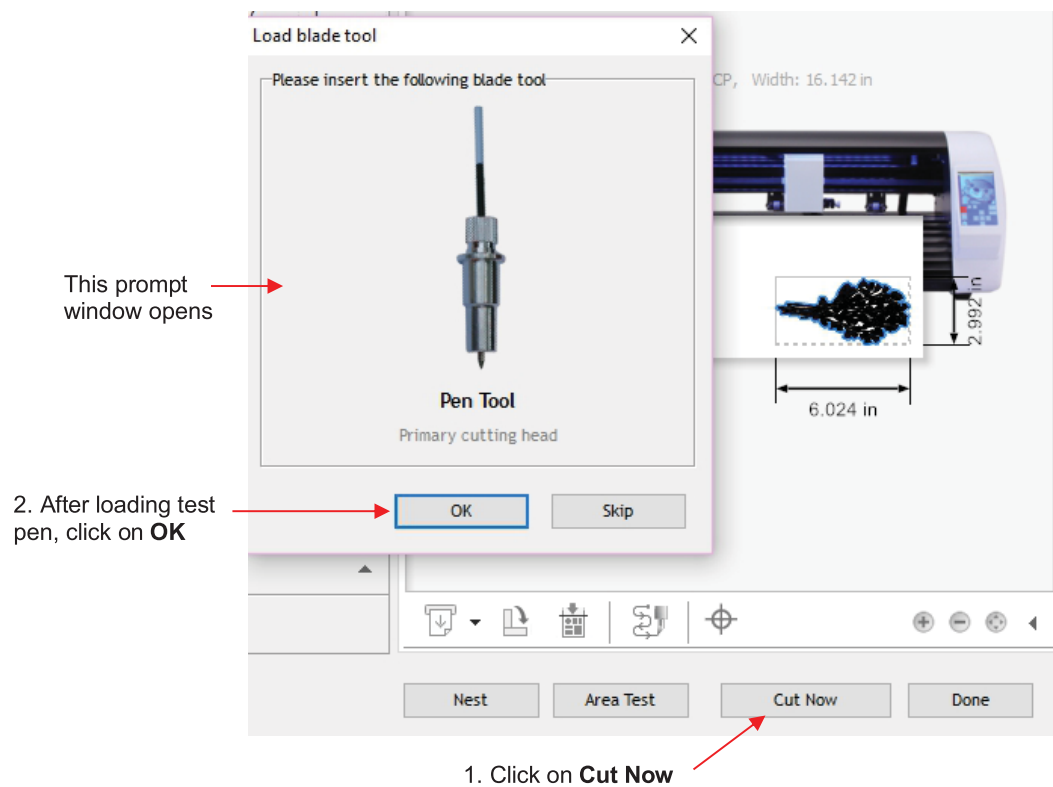 Load blade tool
Please insert the following blade tool
CP, Width: 16.142 in
This prompt
window opens
2.992 in
6.024 in
Pen Tool
Primary cutting head
2. After loading test
pen, click on OK
OK
Skip
Nest
Area Test
Cut Now
Done
1. Click on Cut Now